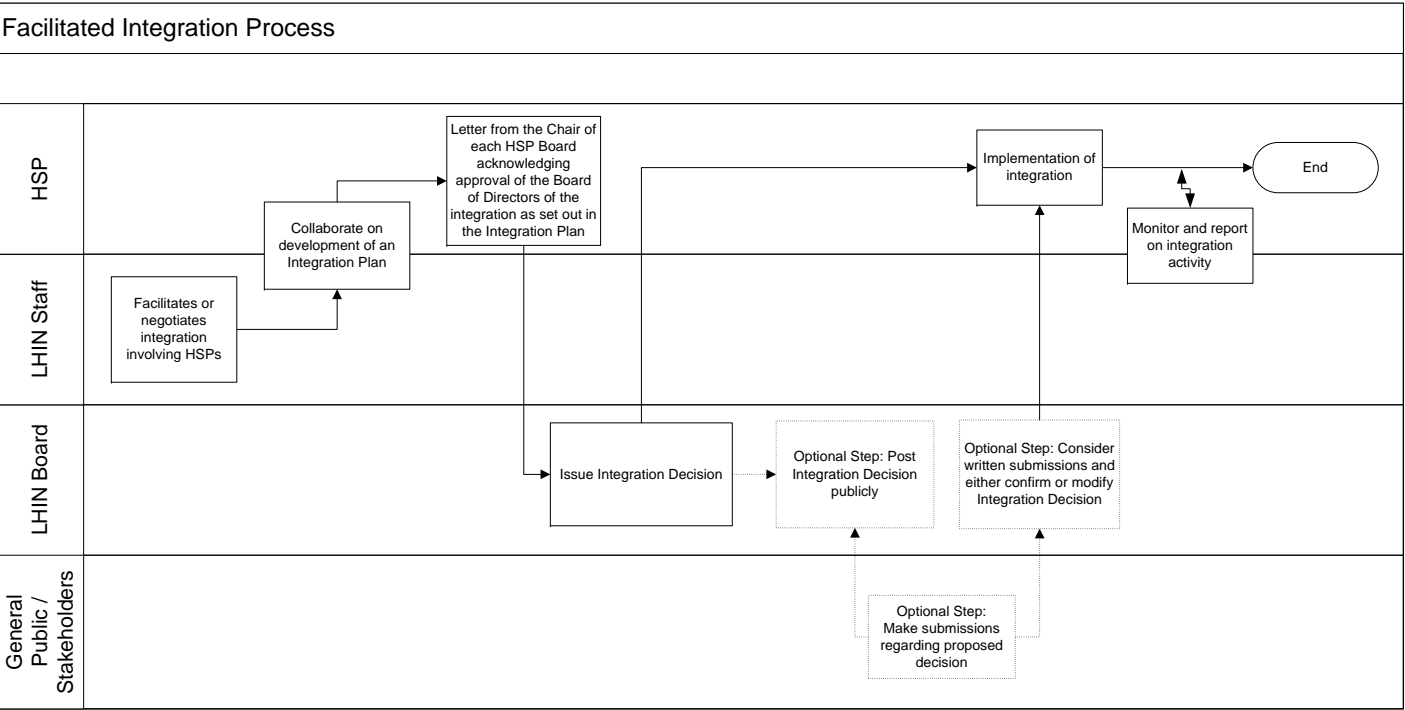 Facilitated Integration Process
HSP
Letter from the Chair of
each HSP Board
acknowledging
approval of the Board
of Directors of the
integration as set out in
the Integration Plan
Implementation of
integration
End
Collaborate on
development of an
Integration Plan
Monitor and report
on integration
activity
LHIN Staff
Facilitates or
negotiates
integration
involving HSPs
LHIN Board
Issue Integration Decision
Optional Step: Post
Integration Decision
publicly
Optional Step: Consider
written submissions and
either confirm or modify
Integration Decision
General
Public /
Stakeholders
Optional Step:
Make submissions
regarding proposed
decision